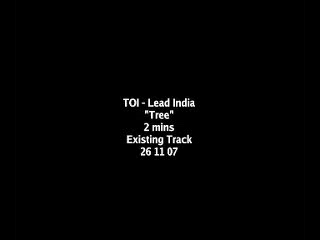 TOI - Lead India
"Tree"
2 mins
Existing Track
26 11 07